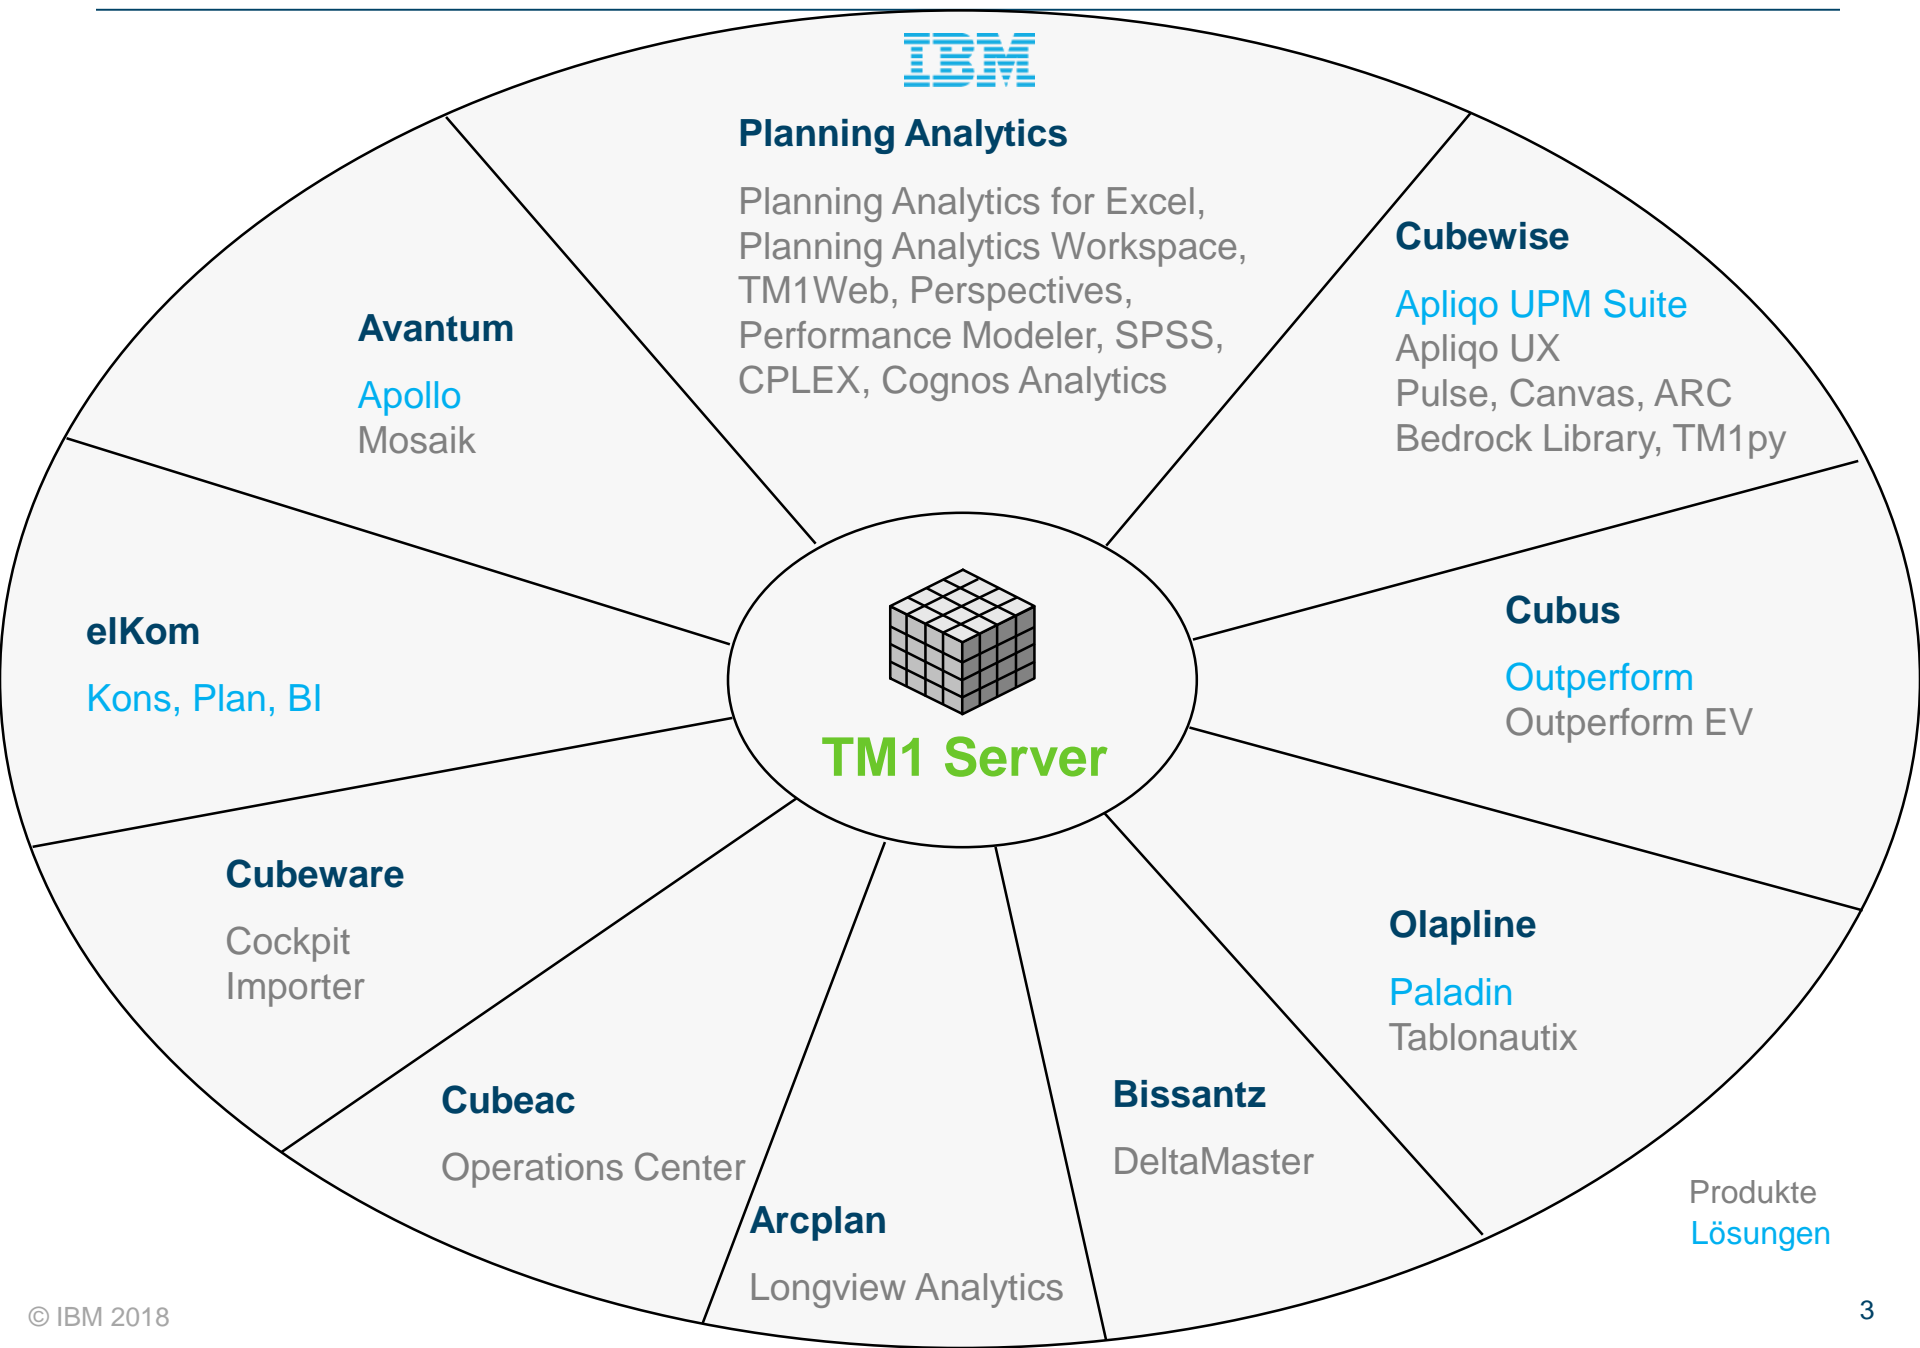 IBM
Planning Analytics
Planning Analytics for Excel,
Planning Analytics Workspace,
TM1Web, Perspectives,
Performance Modeler, SPSS,
CPLEX, Cognos Analytics
Cubewise
Apliqo UPM Suite
Apliqo UX
Pulse, Canvas, ARC
Bedrock Library, TM1py
Avantum
Apollo
Mosaik
elKom
Kons, Plan, BI
TM1 Server
Cubus
Outperform
Outperform EV
Cubeware
Cockpit
Importer
Olapline
Paladin
Tablonautix
Cubeac
Operations Center
Bissantz
DeltaMaster
Arcplan
Longview Analytics
Produkte
Lösungen
© IBM 2018
3